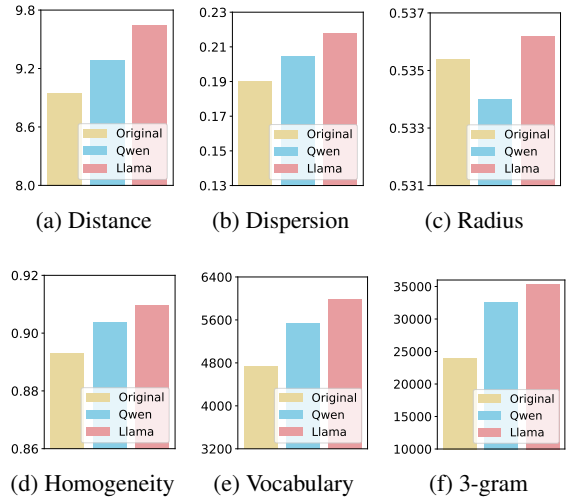 9.8
9.2
8.6
8.0
Original
Qwen
Llama
(a) Distance
0.23
0.21
0.19
0.17
0.15
0.13
Original
Qwen
Llama
(b) Dispersion
0.537
0.535
0.533
0.531
Original
Qwen
Llama
(c) Radius
0.92
0.90
0.88
0.86
Original
Qwen
Llama
(d) Homogeneity
6400
5600
4800
4000
3200
Original
Qwen
Llama
(e) Vocabulary
35000
30000
25000
20000
15000
10000
Original
Qwen
Llama
(f) 3-gram